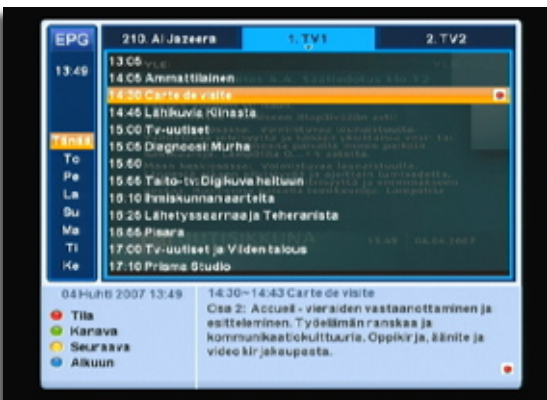 EPG 210. Al Jazeera 1. TV1 2. TV2
13:49
13:05
14:05 Ammattilainen
14:30 Carte de visite
14:45 Lähikuvia Kiinasta
15:00 Tv-uutiset
Tänää 15:05 Diagnoosi Murha
To 15:50
Pe 15:55 Taito-tv: Digikuva haltuun
La 16:10 Ihmiskunnan aarteita
Su 16:25 Lähetyssaarnaaja Teheranista
Ma 16:55 Pisara
Ti 17:00 Tv-uutiset ja Viiden talous
Ke 17:10 Prisma Studio
04 Huhti 2007 13:49
Tila
Kanava
Seuraava
Alkuun
14:30~14:43 Carte de visite
Osa 2: Accueil - vieraiden vastaanottaminen ja
esitteleminen. Työelämän ranskaa ja
kommunikaatiokulttuuria. Oppikirja, äänite ja
video kirjakaupasta.